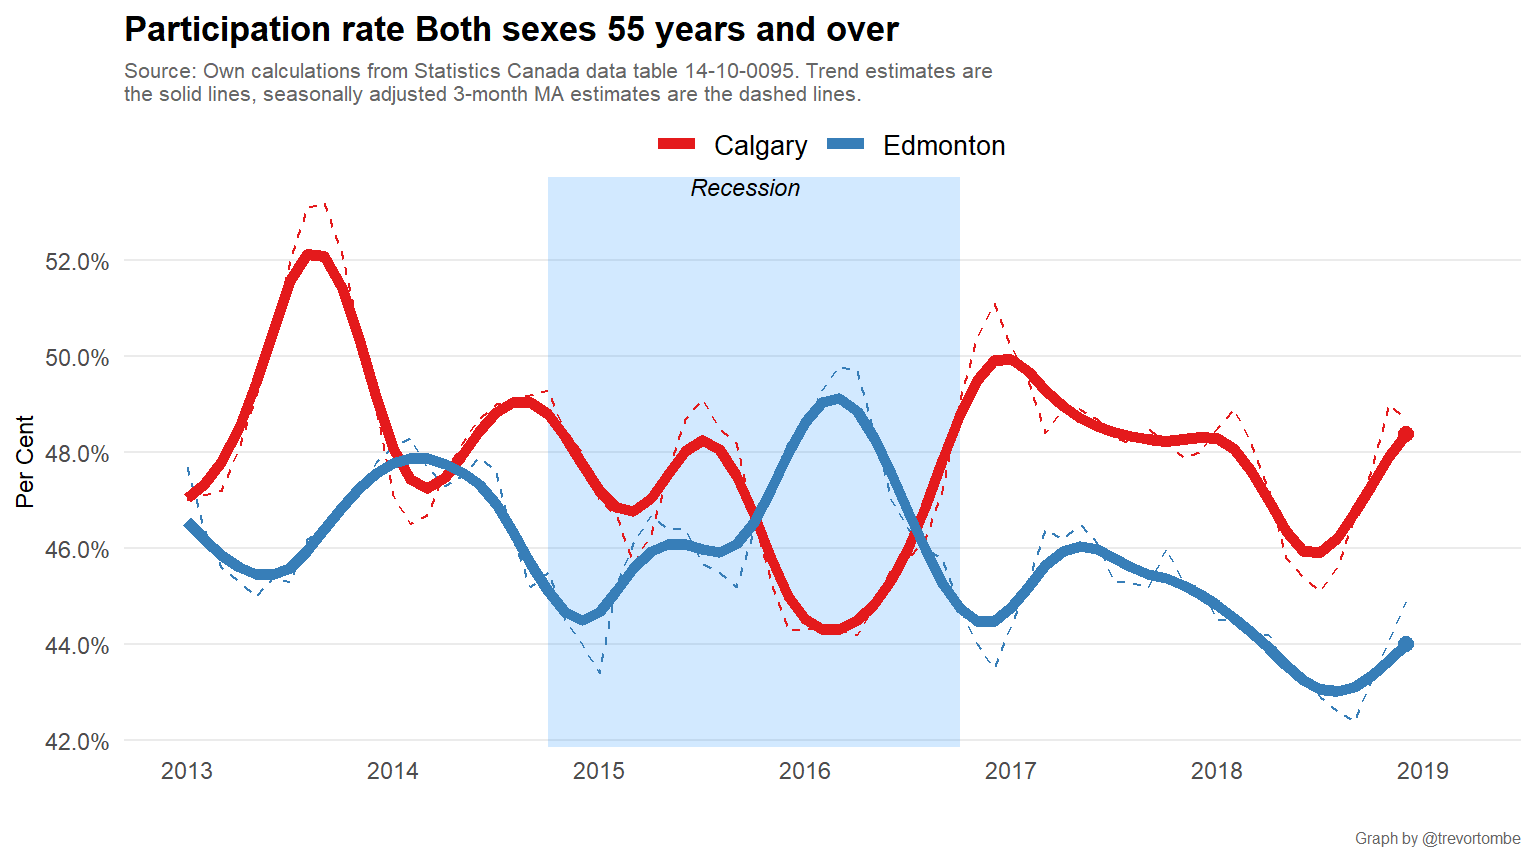 Participation rate Both sexes 55 years and over
Source: Own calculations from Statistics Canada data table 14-10-0095. Trend estimates are
the solid lines, seasonally adjusted 3-month MA estimates are the dashed lines.
Calgary Edmonton
Recession
Per Cent
52.0%
50.0%
48.0%
46.0%
44.0%
42.0%
2013 2014 2015 2016 2017 2018 2019
Graph by @trevortombe